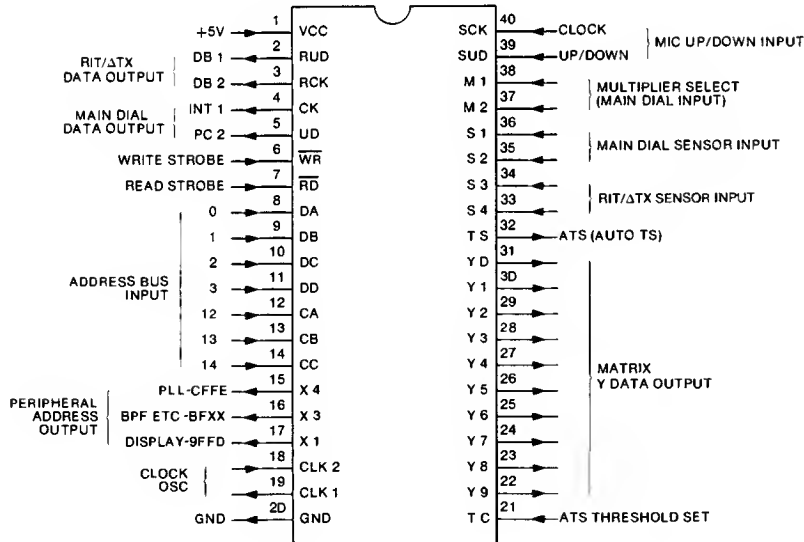 +5V 1 VCC
RIT/ΔTX
DATA OUTPUT
DB 1 2 RUD
DB 2 3 RCK
MAIN DIAL
DATA OUTPUT
INT 1 4 CK
PC 2 5 UD
WRITE STROBE 6 WR
READ STROBE 7 RD
ADDRESS BUS
INPUT
0 8 DA
1 9 DB
2 10 DC
3 11 DD
12 12 CA
13 13 CB
14 14 CC
PERIPHERAL
ADDRESS
OUTPUT
PLL-CFFE 15 X 4
BPF ETC-BFXX 16 X 3
DISPLAY-9FFD 17 X 1
CLOCK
OSC
18 CLK 2
19 CLK 1
GND 2D GND
SCK 40 CLOCK
SUD 39 UP/DOWN
MIC UP/DOWN INPUT
M 1 38
M 2 37
MULTIPLIER SELECT
(MAIN DIAL INPUT)
S 1 36
S 2 35
MAIN DIAL SENSOR INPUT
S 3 34
S 4 33
RIT/ΔTX SENSOR INPUT
TS 32 ATS (AUTO TS)
Y D 31
Y 1 3D
Y 2 29
Y 3 28
Y 4 27
Y 5 26
Y 6 25
Y 7 24
Y 8 23
Y 9 22
MATRIX
Y DATA OUTPUT
T C 21 ATS THRESHOLD SET